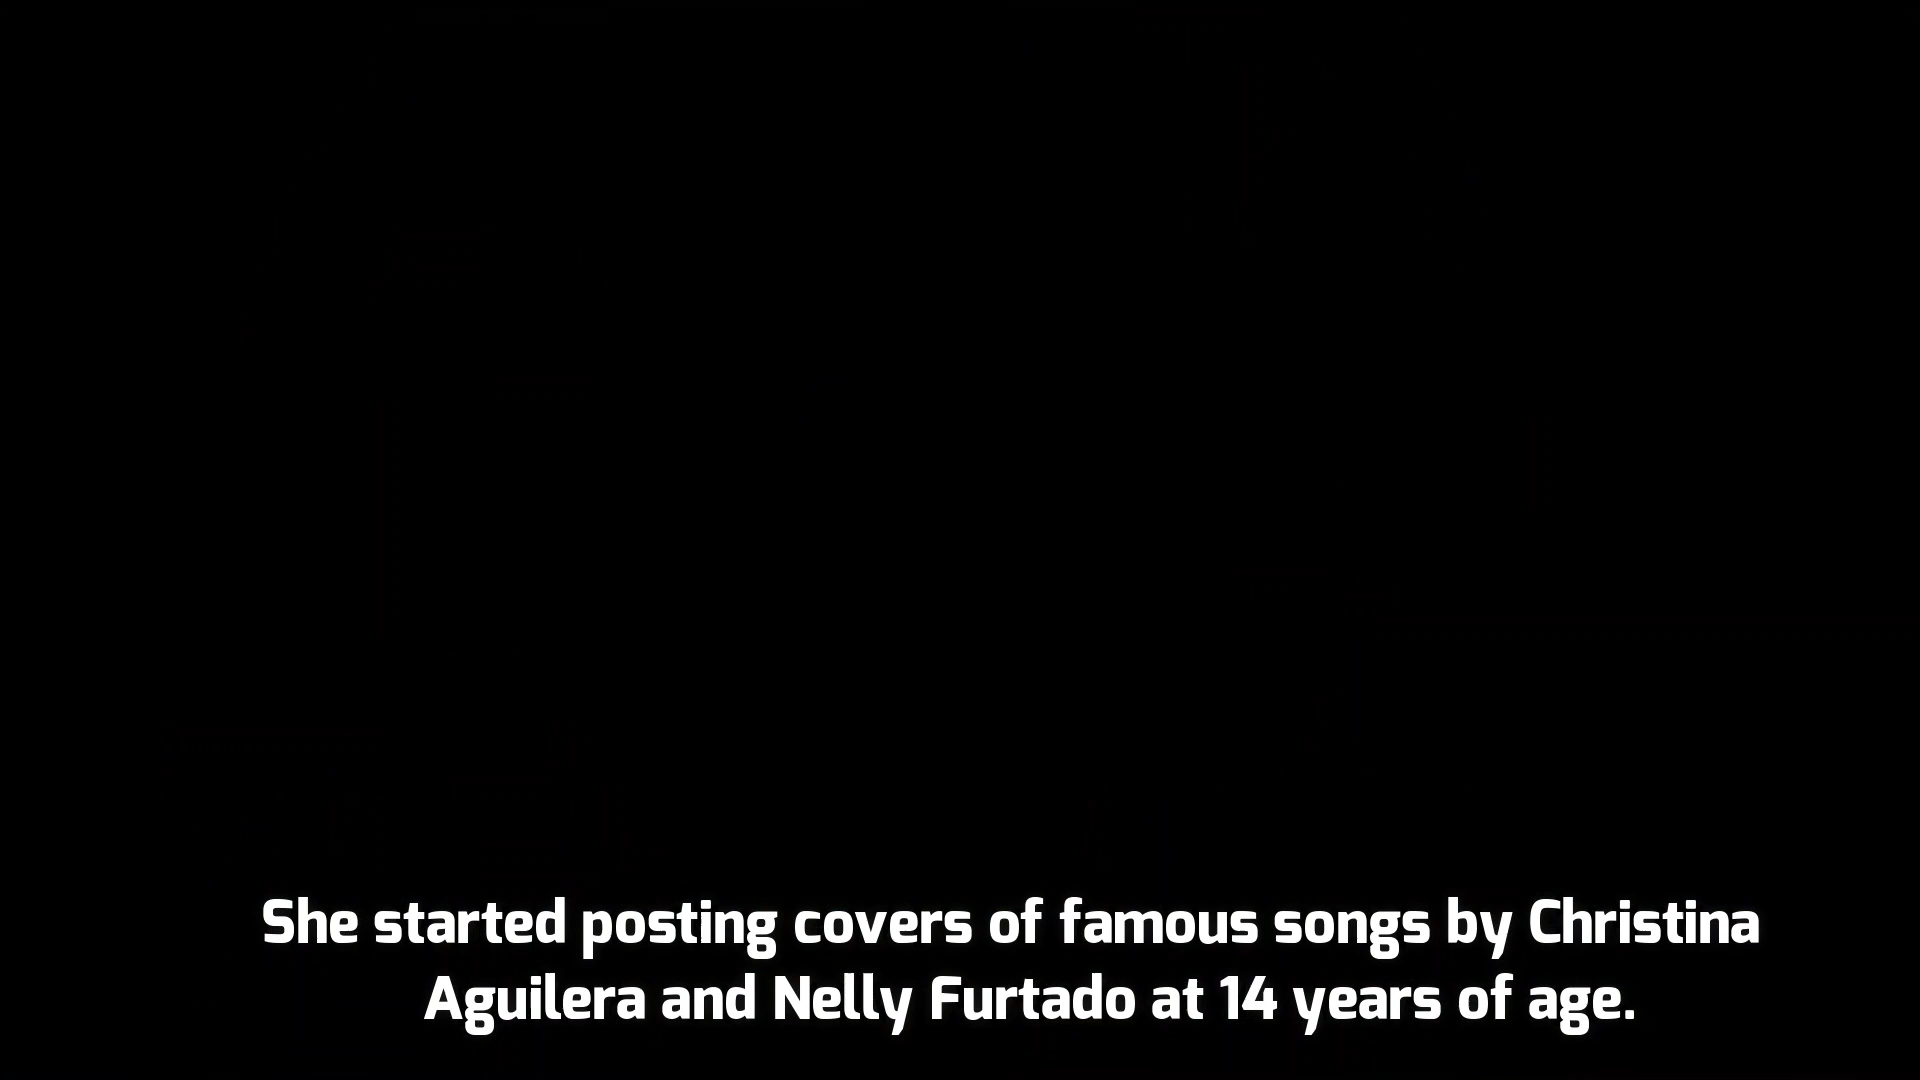 She started posting covers of famous songs by Christina
Aguilera and Nelly Furtado at 14 years of age.